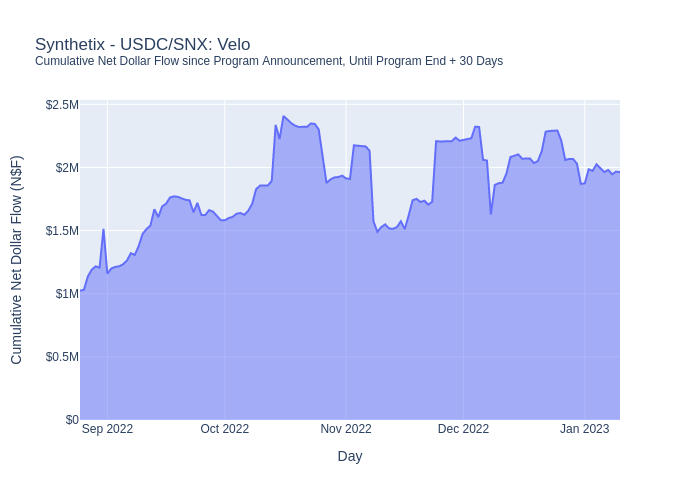 Synthetix - USDC/SNX: Velo
Cumulative Net Dollar Flow since Program Announcement, Until Program End + 30 Days
$2.5M
$2M
$1.5M
$1M
$0.5M
$0
Cumulative Net Dollar Flow (N$F)
Sep 2022
Oct 2022
Nov 2022
Dec 2022
Jan 2023
Day